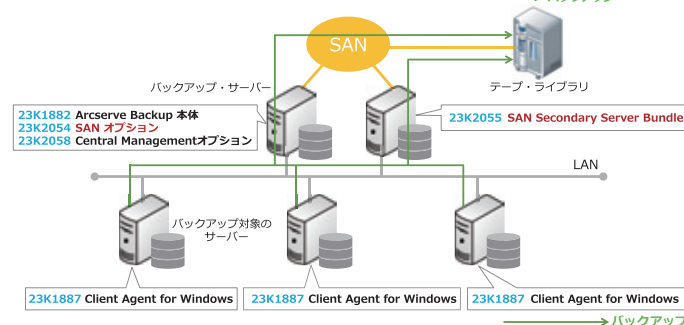 SAN
バックアップ・サーバー
テープ・ライブラリ
23K1882 Arcserve Backup 本体
23K2054 SAN オプション
23K2058 Central Managementオプション
23K2055 SAN Secondary Server Bundle
LAN
バックアップ対象の
サーバー
23K1887 Client Agent for Windows
23K1887 Client Agent for Windows
23K1887 Client Agent for Windows
バックアップ